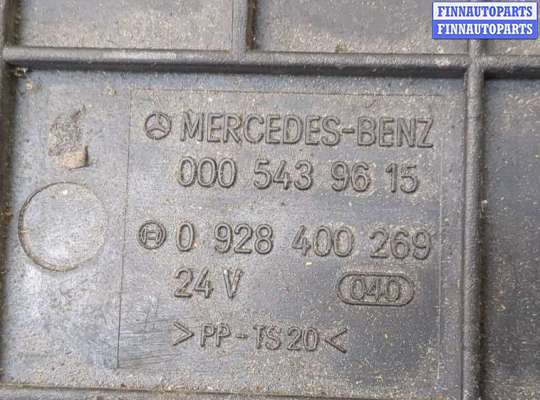 FINNAUTOPARTS
FINNAUTOPARTS
MERCEDES-BENZ
000 543 96 15
0 928 400 269
24 V 040
>PP-TS20<